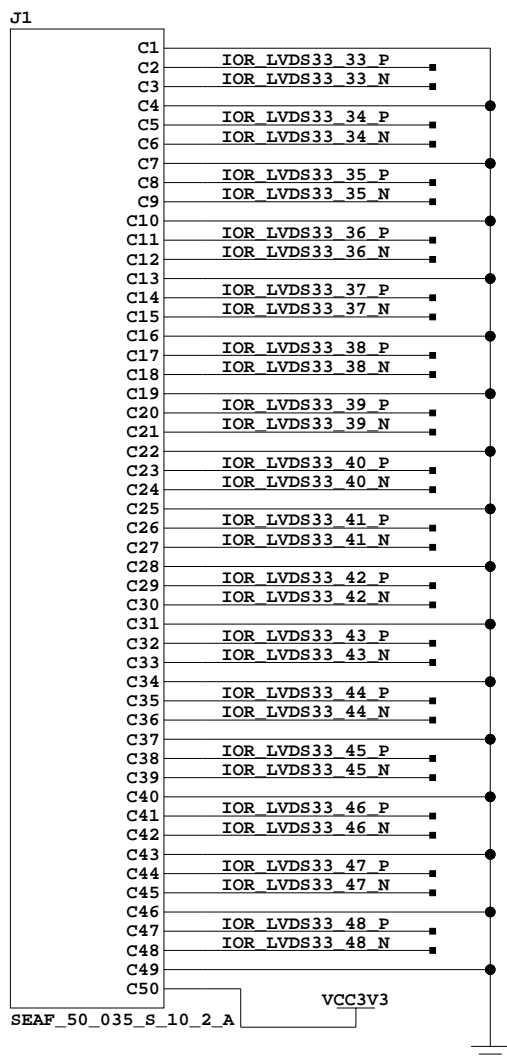 J1
C1
C2 IOR_LVDS33_33_P
C3 IOR_LVDS33_33_N
C4
C5 IOR_LVDS33_34_P
C6 IOR_LVDS33_34_N
C7
C8 IOR_LVDS33_35_P
C9 IOR_LVDS33_35_N
C10
C11 IOR_LVDS33_36_P
C12 IOR_LVDS33_36_N
C13
C14 IOR_LVDS33_37_P
C15 IOR_LVDS33_37_N
C16
C17 IOR_LVDS33_38_P
C18 IOR_LVDS33_38_N
C19
C20 IOR_LVDS33_39_P
C21 IOR_LVDS33_39_N
C22
C23 IOR_LVDS33_40_P
C24 IOR_LVDS33_40_N
C25
C26 IOR_LVDS33_41_P
C27 IOR_LVDS33_41_N
C28
C29 IOR_LVDS33_42_P
C30 IOR_LVDS33_42_N
C31
C32 IOR_LVDS33_43_P
C33 IOR_LVDS33_43_N
C34
C35 IOR_LVDS33_44_P
C36 IOR_LVDS33_44_N
C37
C38 IOR_LVDS33_45_P
C39 IOR_LVDS33_45_N
C40
C41 IOR_LVDS33_46_P
C42 IOR_LVDS33_46_N
C43
C44 IOR_LVDS33_47_P
C45 IOR_LVDS33_47_N
C46
C47 IOR_LVDS33_48_P
C48 IOR_LVDS33_48_N
C49
C50
VCC3V3
SEAF_50_035_S_10_2_A